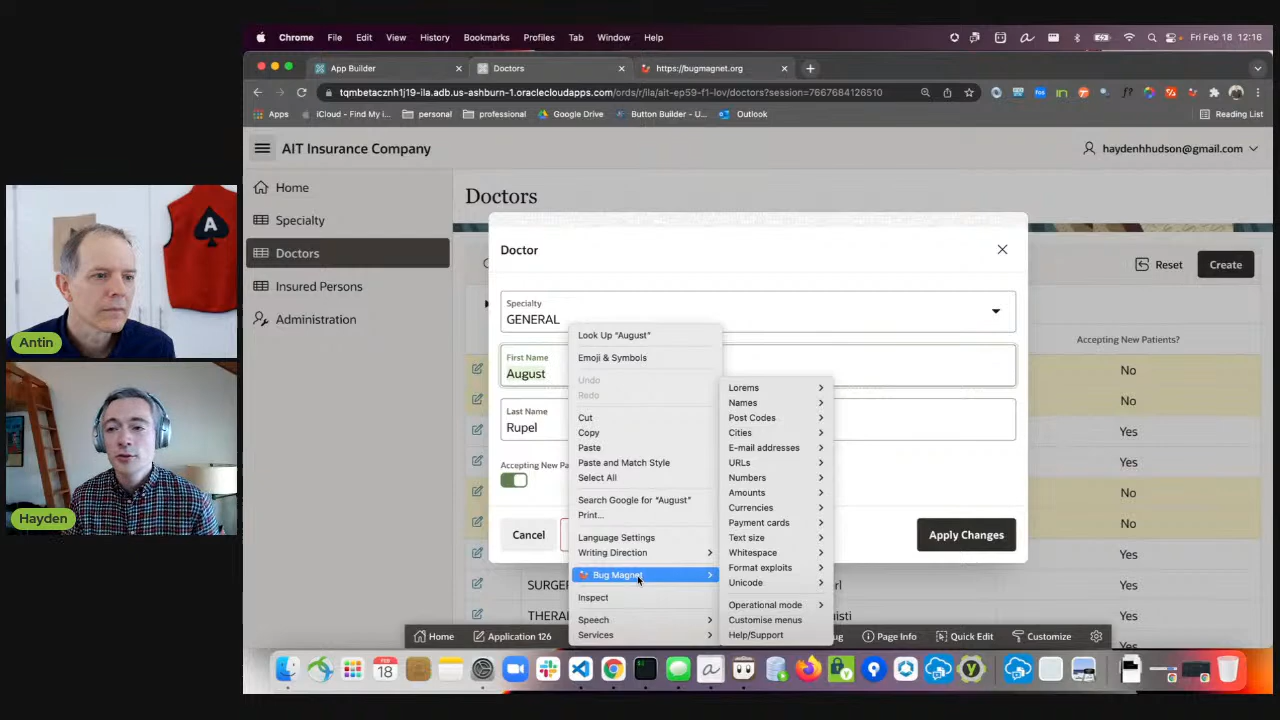 Chrome File Edit View History Bookmarks Profiles Tab Window Help
Fri Feb 18 12:16
App Builder
Doctors
https://bugmagnet.org
tqmbetacznh1j19-ila.adb.us-ashburn-1.oraclecloudapps.com/ords/r/ila/ait-ep59-f1-lov/doctors?session=7667684126510
Apps
iCloud - Find My i...
personal
professional
Google Drive
Button Builder - U...
Outlook
Reading List
AIT Insurance Company
haydenhhudson@gmail.com
Home
Specialty
Doctors
Insured Persons
Administration
Doctors
Reset
Create
Accepting New Patients?
No
No
Yes
Yes
No
No
Yes
Yes
Yes
Doctor
Specialty
GENERAL
First Name
August
Last Name
Rupel
Accepting New Pa
Cancel
Apply Changes
Look Up “August”
Emoji & Symbols
Undo
Redo
Cut
Copy
Paste
Paste and Match Style
Select All
Search Google for “August”
Print...
Language Settings
Writing Direction
Bug Magnet
Inspect
Speech
Services
Lorems
Names
Post Codes
Cities
E-mail addresses
URLs
Numbers
Amounts
Currencies
Payment cards
Text size
Whitespace
Format exploits
Unicode
Operational mode
Customise menus
Help/Support
SURGER
THERA
Home
Application 126
Page Info
Quick Edit
Customize
A
Antin
Hayden
FEB
18